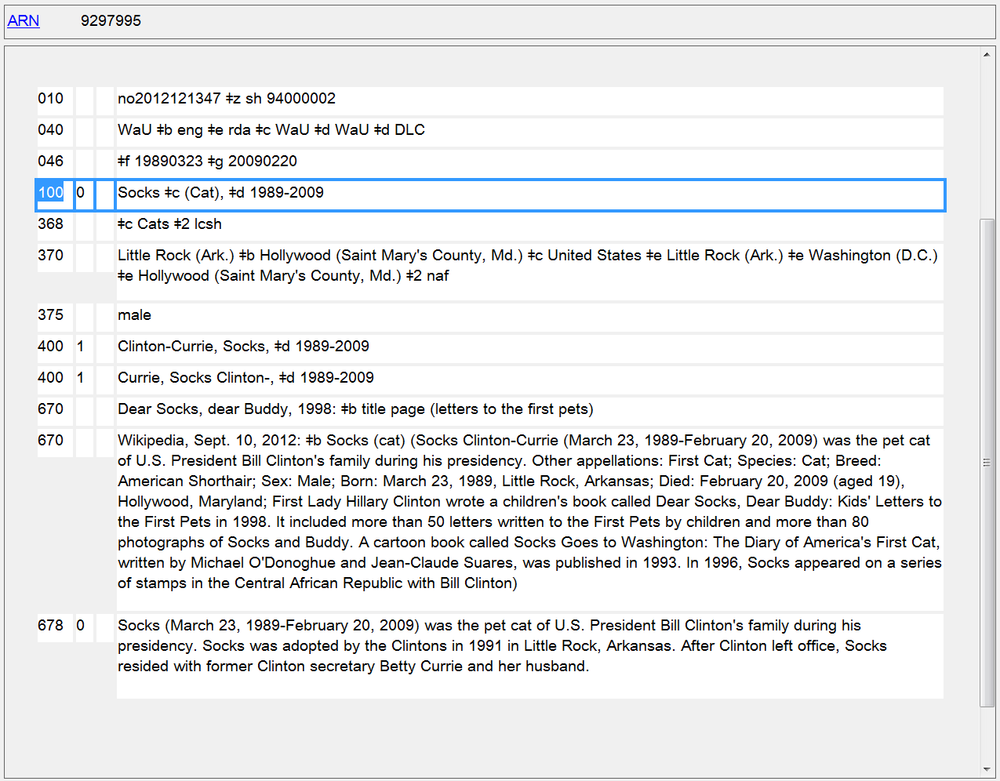 ARN 9297995
010 no2012121347 ǂz sh 94000002
040 WaU ǂb eng ǂe rda ǂc WaU ǂd WaU ǂd DLC
046 ǂf 19890323 ǂg 20090220
100 0 Socks ǂc (Cat), ǂd 1989-2009
368 ǂc Cats ǂ2 lcsh
370 Little Rock (Ark.) ǂb Hollywood (Saint Mary's County, Md.) ǂc United States ǂe Little Rock (Ark.) ǂe Washington (D.C.)
ǂe Hollywood (Saint Mary's County, Md.) ǂ2 naf
375 male
400 1 Clinton-Currie, Socks, ǂd 1989-2009
400 1 Currie, Socks Clinton-, ǂd 1989-2009
670 Dear Socks, dear Buddy, 1998: ǂb title page (letters to the first pets)
670 Wikipedia, Sept. 10, 2012: ǂb Socks (cat) (Socks Clinton-Currie (March 23, 1989-February 20, 2009) was the pet cat
of U.S. President Bill Clinton's family during his presidency. Other appellations: First Cat; Species: Cat; Breed:
American Shorthair; Sex: Male; Born: March 23, 1989, Little Rock, Arkansas; Died: February 20, 2009 (aged 19),
Hollywood, Maryland; First Lady Hillary Clinton wrote a children's book called Dear Socks, Dear Buddy: Kids' Letters to
the First Pets in 1998. It included more than 50 letters written to the First Pets by children and more than 80
photographs of Socks and Buddy. A cartoon book called Socks Goes to Washington: The Diary of America's First Cat,
written by Michael O'Donoghue and Jean-Claude Suares, was published in 1993. In 1996, Socks appeared on a series
of stamps in the Central African Republic with Bill Clinton)
678 0 Socks (March 23, 1989-February 20, 2009) was the pet cat of U.S. President Bill Clinton's family during his
presidency. Socks was adopted by the Clintons in 1991 in Little Rock, Arkansas. After Clinton left office, Socks
resided with former Clinton secretary Betty Currie and her husband.